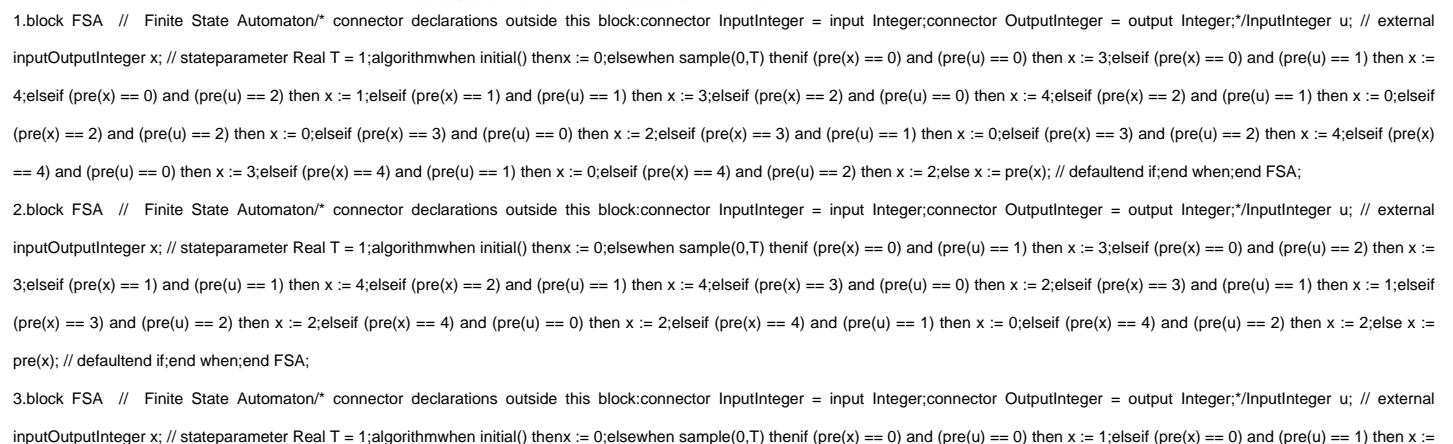 1.block FSA // Finite State Automaton/* connector declarations outside this block:connector InputInteger = input Integer;connector OutputInteger = output Integer;*/InputInteger u; // external
inputOutputInteger x; // stateparameter Real T = 1;algorithmwhen initial() thenx := 0;elsewhen sample(0,T) thenif (pre(x) == 0) and (pre(u) == 0) then x := 3;elseif (pre(x) == 0) and (pre(u) == 1) then x :=
4;elseif (pre(x) == 0) and (pre(u) == 2) then x := 1;elseif (pre(x) == 1) and (pre(u) == 1) then x := 3;elseif (pre(x) == 2) and (pre(u) == 0) then x := 4;elseif (pre(x) == 2) and (pre(u) == 1) then x := 0;elseif
(pre(x) == 2) and (pre(u) == 2) then x := 0;elseif (pre(x) == 3) and (pre(u) == 0) then x := 2;elseif (pre(x) == 3) and (pre(u) == 1) then x := 0;elseif (pre(x) == 3) and (pre(u) == 2) then x := 4;elseif (pre(x)
== 4) and (pre(u) == 0) then x := 3;elseif (pre(x) == 4) and (pre(u) == 1) then x := 0;elseif (pre(x) == 4) and (pre(u) == 2) then x := 2;else x := pre(x); // defaultend if;end when;end FSA;
2.block FSA // Finite State Automaton/* connector declarations outside this block:connector InputInteger = input Integer;connector OutputInteger = output Integer;*/InputInteger u; // external
inputOutputInteger x; // stateparameter Real T = 1;algorithmwhen initial() thenx := 0;elsewhen sample(0,T) thenif (pre(x) == 0) and (pre(u) == 1) then x := 3;elseif (pre(x) == 0) and (pre(u) == 2) then x :=
3;elseif (pre(x) == 1) and (pre(u) == 1) then x := 4;elseif (pre(x) == 2) and (pre(u) == 1) then x := 4;elseif (pre(x) == 3) and (pre(u) == 0) then x := 2;elseif (pre(x) == 3) and (pre(u) == 1) then x := 1;elseif
(pre(x) == 3) and (pre(u) == 2) then x := 2;elseif (pre(x) == 4) and (pre(u) == 0) then x := 2;elseif (pre(x) == 4) and (pre(u) == 1) then x := 0;elseif (pre(x) == 4) and (pre(u) == 2) then x := 2;else x :=
pre(x); // defaultend if;end when;end FSA;
3.block FSA // Finite State Automaton/* connector declarations outside this block:connector InputInteger = input Integer;connector OutputInteger = output Integer;*/InputInteger u; // external
inputOutputInteger x; // stateparameter Real T = 1;algorithmwhen initial() thenx := 0;elsewhen sample(0,T) thenif (pre(x) == 0) and (pre(u) == 0) then x := 1;elseif (pre(x) == 0) and (pre(u) == 1) then x :=